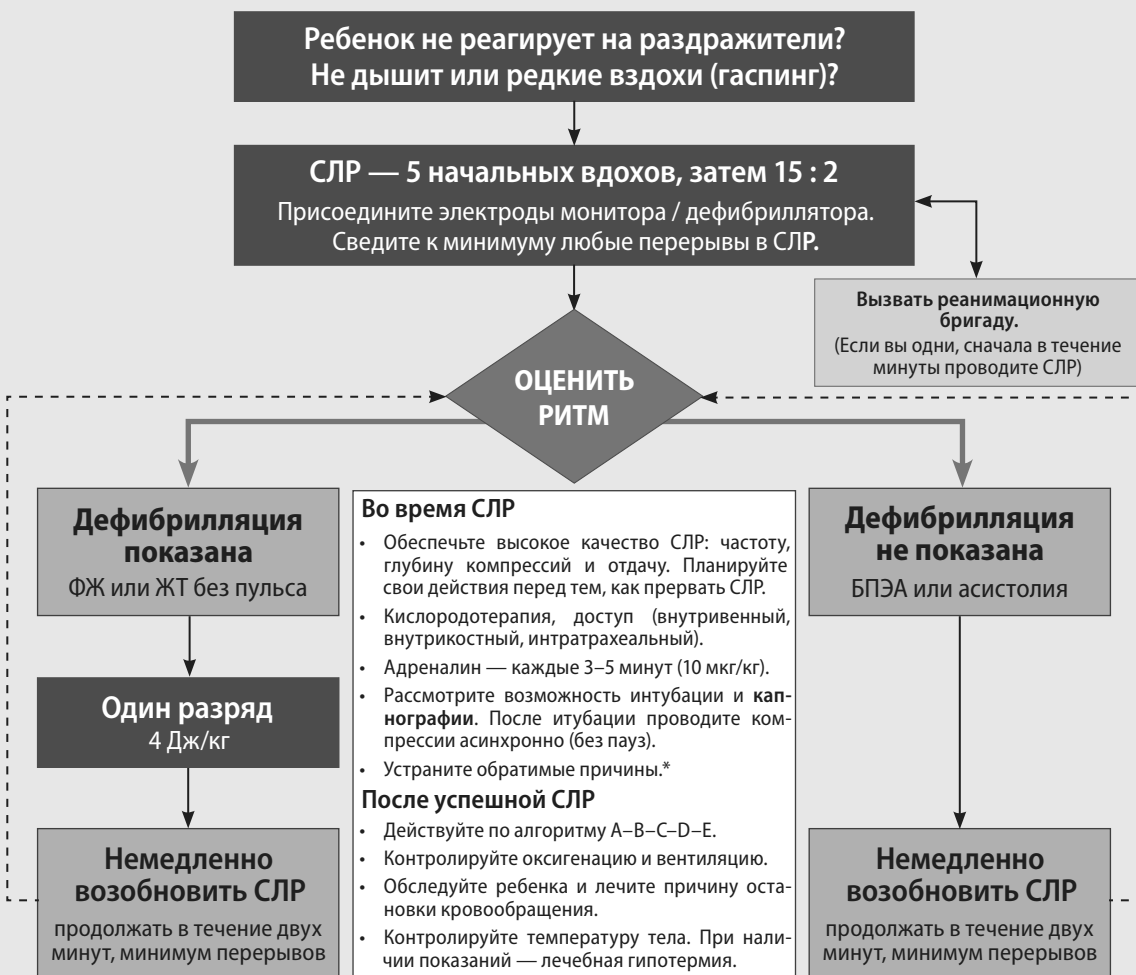 Ребенок не реагирует на раздражители?
Не дышит или редкие вздохи (гаспинг)?
СЛР — 5 начальных вдохов, затем 15 : 2
Присоедините электроды монитора / дефибриллятора.
Сведите к минимуму любые перерывы в СЛР.
Вызвать реанимационную
бригаду.
(Если вы одни, сначала в течение
минуты проводите СЛР)
ОЦЕНИТЬ
РИТМ
Дефибрилляция
показана
ФЖ или ЖТ без пульса
Один разряд
4 Дж/кг
Немедленно
возобновить СЛР
продолжать в течение двух
минут, минимум перерывов
Во время СЛР
• Обеспечьте высокое качество СЛР: частоту,
глубину компрессий и отдачу. Планируйте
свои действия перед тем, как прервать СЛР.
• Кислородотерапия, доступ (внутривенный,
внутрикостный, интратрахеальный).
• Адреналин — каждые 3–5 минут (10 мкг/кг).
• Рассмотрите возможность интубации и кап-
нографии. После итубации проводите ком-
прессии асинхронно (без пауз).
• Устраните обратимые причины.*
После успешной СЛР
• Действуйте по алгоритму A–B–C–D–E.
• Контролируйте оксигенацию и вентиляцию.
• Обследуйте ребенка и лечите причину оста-
новки кровообращения.
• Контролируйте температуру тела. При нали-
чии показаний — лечебная гипотермия.
Дефибрилляция
не показана
БПЭА или асистолия
Немедленно
возобновить СЛР
продолжать в течение двух
минут, минимум перерывов